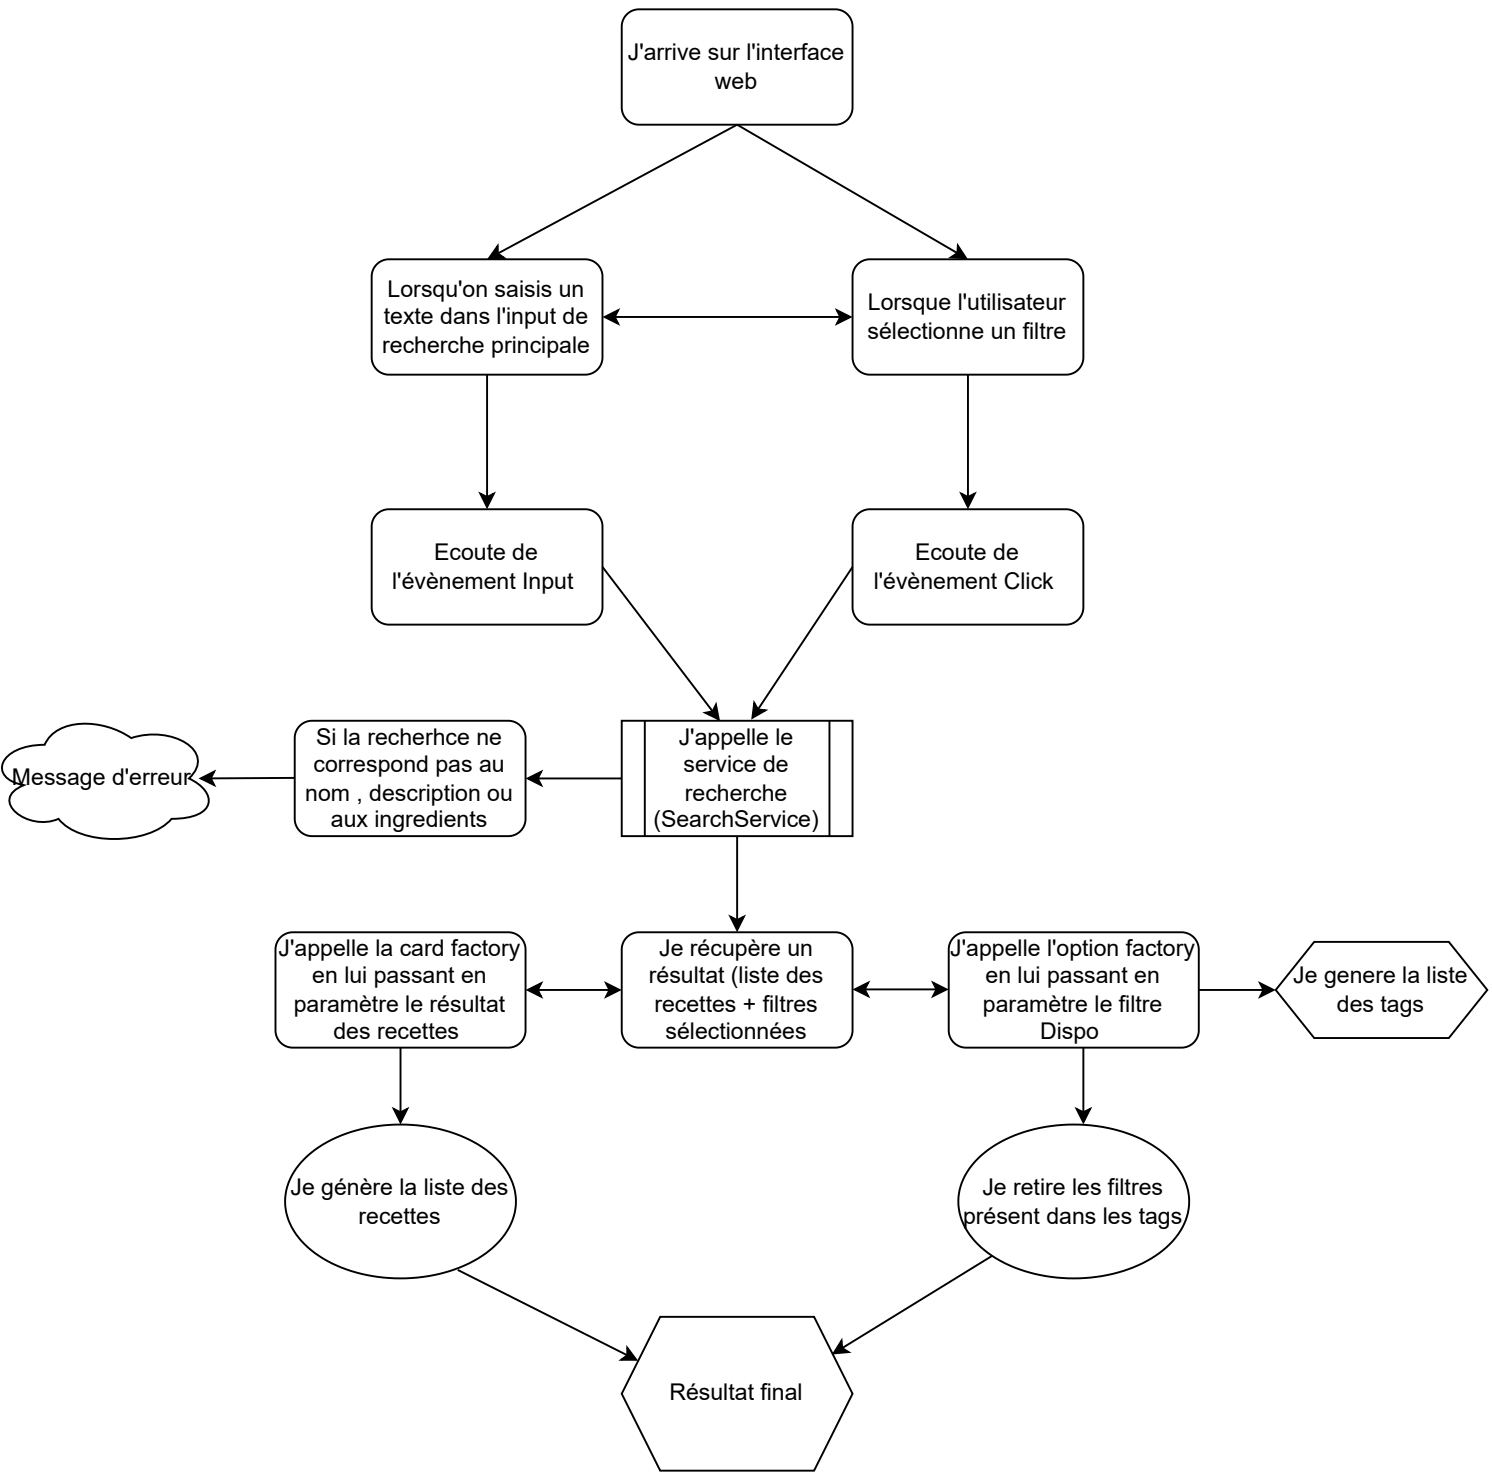 J'arrive sur l'interface
web
Lorsqu'on saisis un
texte dans l'input de
recherche principale
Lorsque l'utilisateur
sélectionne un filtre
Ecoute de
l'évènement Input
Ecoute de
l'évènement Click
Message d'erreur
Si la recherhce ne
correspond pas au
nom , description ou
aux ingredients
J'appelle le
service de
recherche
(SearchService)
J'appelle la card factory
en lui passant en
paramètre le résultat
des recettes
Je récupère un
résultat (liste des
recettes + filtres
sélectionnées
J'appelle l'option factory
en lui passant en
paramètre le filtre
Dispo
Je genere la liste
des tags
Je génère la liste des
recettes
Je retire les filtres
présent dans les tags
Résultat final